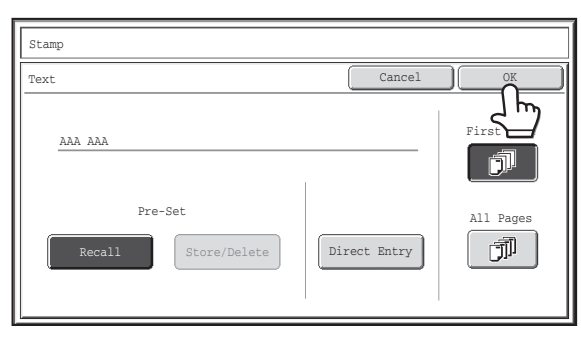 Stamp
Text
Cancel
OK
AAA AAA
First
Pre-Set
All Pages
Recall
Store/Delete
Direct Entry